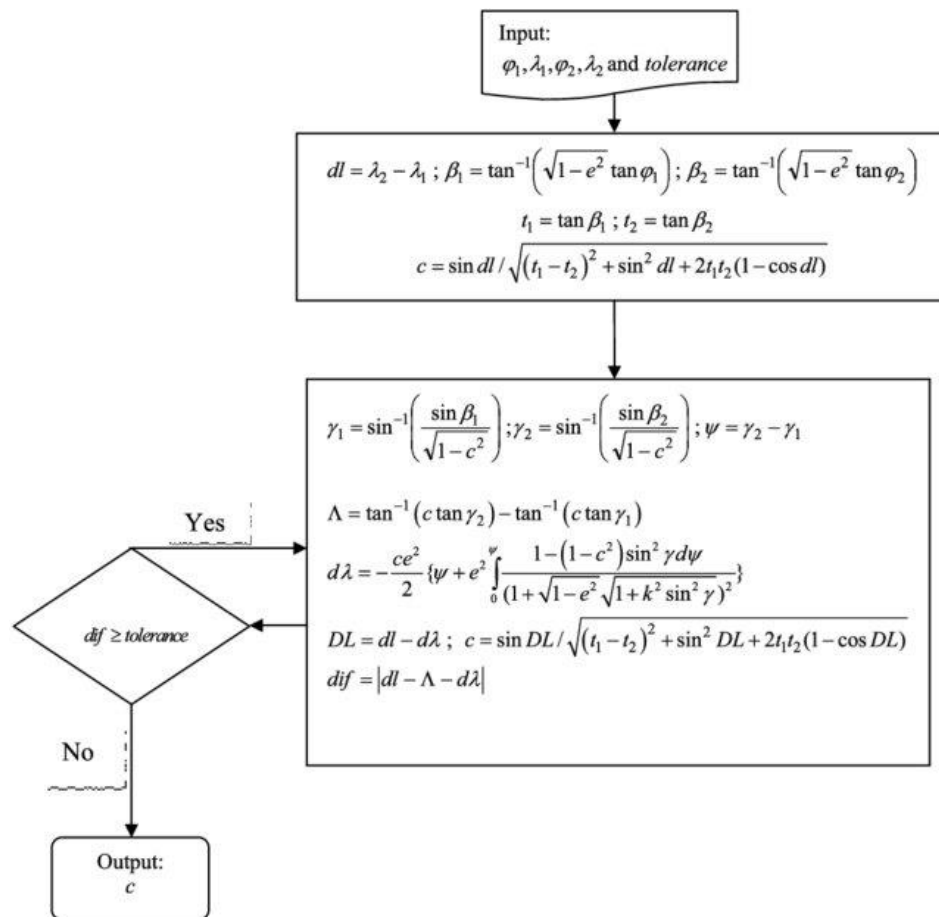 Input:
φ₁, λ₁, φ₂, λ₂ and tolerance
dl = λ₂ − λ₁ ; β₁ = tan⁻¹(√(1−e²) tan φ₁) ; β₂ = tan⁻¹(√(1−e²) tan φ₂)
t₁ = tan β₁ ; t₂ = tan β₂
c = sin dl / √((t₁ − t₂)² + sin² dl + 2t₁t₂(1 − cos dl))
γ₁ = sin⁻¹(sin β₁ / √(1−c²)) ; γ₂ = sin⁻¹(sin β₂ / √(1−c²)) ; ψ = γ₂ − γ₁
Λ = tan⁻¹(c tan γ₂) − tan⁻¹(c tan γ₁)
dλ = −(ce²/2) {ψ + e² ∫₀^ψ (1 − (1−c²) sin² γ dψ) / (1 + √(1−e²) √(1 + k² sin² γ))²}
DL = dl − dλ ; c = sin DL / √((t₁ − t₂)² + sin² DL + 2t₁t₂(1 − cos DL))
dif = |dl − Λ − dλ|
Yes
dif ≥ tolerance
No
Output:
c